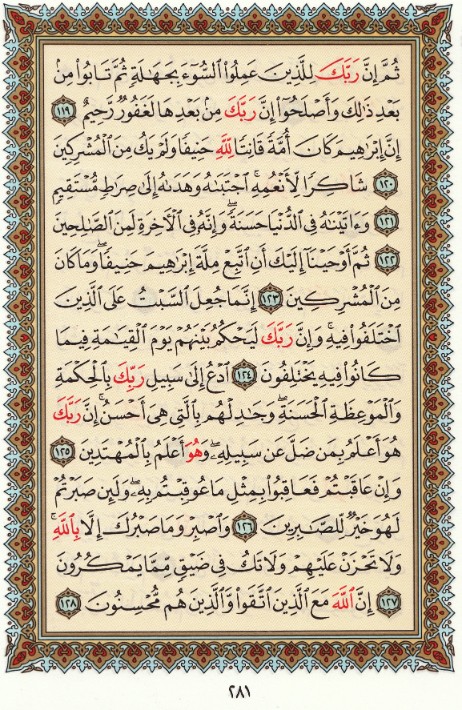 ثُمَّ إِنَّ رَبَّكَ لِلَّذِينَ عَمِلُوا۟ ٱلسُّوٓءَ بِجَهَـٰلَةٍ ثُمَّ تَابُوا۟ مِنۢ
بَعْدِ ذَٰلِكَ وَأَصْلَحُوٓا۟ إِنَّ رَبَّكَ مِنۢ بَعْدِهَا لَغَفُورٌ رَّحِيمٌ ١١٩
إِنَّ إِبْرَٰهِيمَ كَانَ أُمَّةً قَانِتًا لِّلَّهِ حَنِيفًا وَلَمْ يَكُ مِنَ ٱلْمُشْرِكِينَ
١٢٠ شَاكِرًا لِّأَنْعُمِهِ ۚ ٱجْتَبَىٰهُ وَهَدَىٰهُ إِلَىٰ صِرَٰطٍ مُّسْتَقِيمٍ
١٢١ وَءَاتَيْنَـٰهُ فِى ٱلدُّنْيَا حَسَنَةً ۖ وَإِنَّهُۥ فِى ٱلْـَٔاخِرَةِ لَمِنَ ٱلصَّـٰلِحِينَ
١٢٢ ثُمَّ أَوْحَيْنَآ إِلَيْكَ أَنِ ٱتَّبِعْ مِلَّةَ إِبْرَٰهِيمَ حَنِيفًا ۖ وَمَا كَانَ
مِنَ ٱلْمُشْرِكِينَ ١٢٣ إِنَّمَا جُعِلَ ٱلسَّبْتُ عَلَى ٱلَّذِينَ
ٱخْتَلَفُوا۟ فِيهِ ۚ وَإِنَّ رَبَّكَ لَيَحْكُمُ بَيْنَهُمْ يَوْمَ ٱلْقِيَـٰمَةِ فِيمَا
كَانُوا۟ فِيهِ يَخْتَلِفُونَ ١٢٤ ٱدْعُ إِلَىٰ سَبِيلِ رَبِّكَ بِٱلْحِكْمَةِ
وَٱلْمَوْعِظَةِ ٱلْحَسَنَةِ ۖ وَجَـٰدِلْهُم بِٱلَّتِى هِىَ أَحْسَنُ ۚ إِنَّ رَبَّكَ
هُوَ أَعْلَمُ بِمَن ضَلَّ عَن سَبِيلِهِۦ ۖ وَهُوَ أَعْلَمُ بِٱلْمُهْتَدِينَ ١٢٥
وَإِنْ عَاقَبْتُمْ فَعَاقِبُوا۟ بِمِثْلِ مَا عُوقِبْتُم بِهِۦ ۖ وَلَئِن صَبَرْتُمْ
لَهُوَ خَيْرٌ لِّلصَّـٰبِرِينَ ١٢٦ وَٱصْبِرْ وَمَا صَبْرُكَ إِلَّا بِٱللَّهِ ۚ
وَلَا تَحْزَنْ عَلَيْهِمْ وَلَا تَكُ فِى ضَيْقٍ مِّمَّا يَمْكُرُونَ
١٢٧ إِنَّ ٱللَّهَ مَعَ ٱلَّذِينَ ٱتَّقَوا۟ وَّٱلَّذِينَ هُم مُّحْسِنُونَ ١٢٨
٢٨١